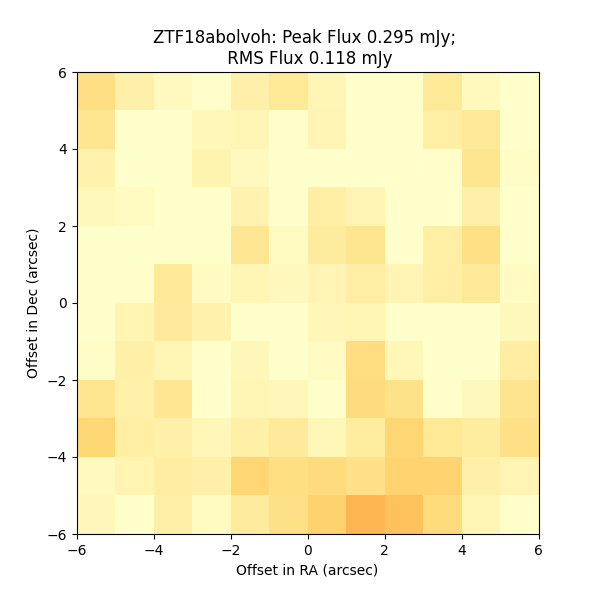 ZTF18abolvoh: Peak Flux 0.295 mJy;
RMS Flux 0.118 mJy
6
4
2
0
−2
−4
−6
Offset in Dec (arcsec)
−6 −4 −2 0 2 4 6
Offset in RA (arcsec)